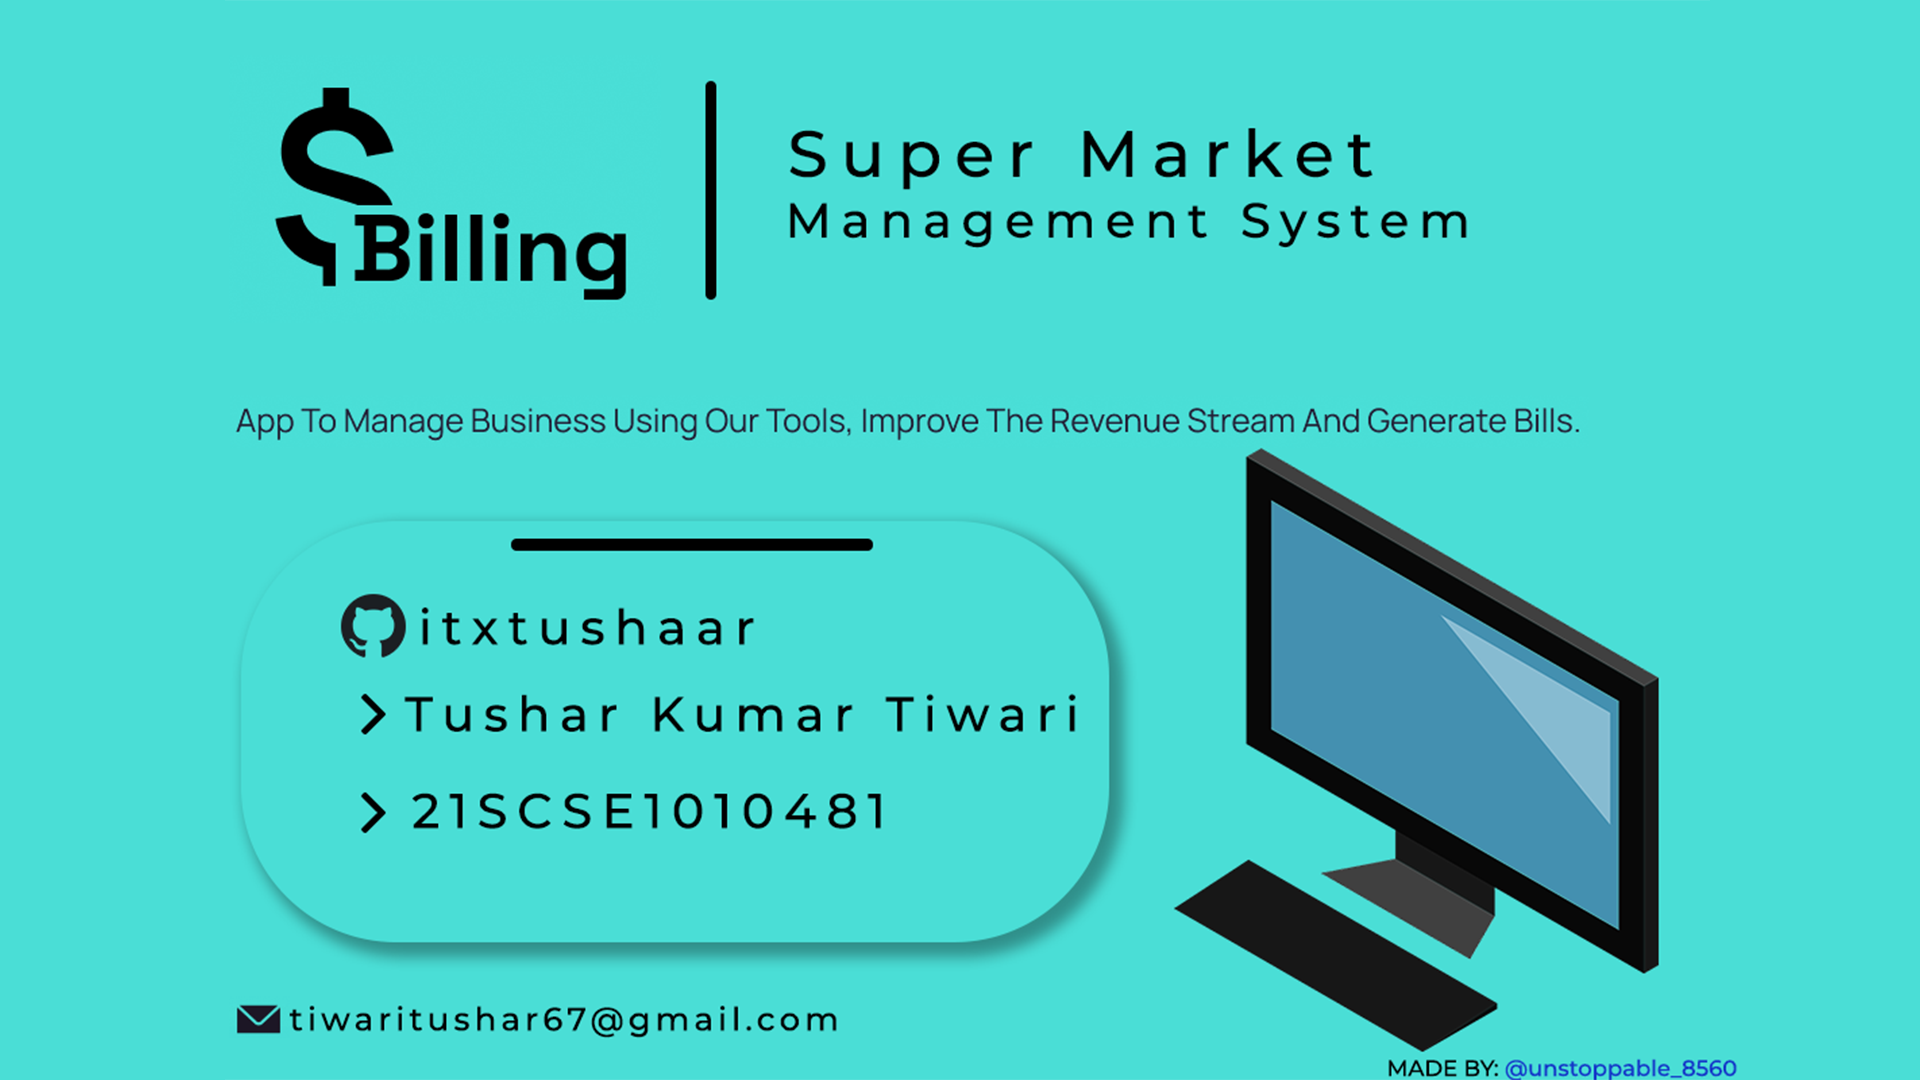 $Billing
Super Market
Management System
App To Manage Business Using Our Tools, Improve The Revenue Stream And Generate Bills.
itxtushaar
Tushar Kumar Tiwari
21SCSE1010481
tiwaritushar67@gmail.com
MADE BY: @unstoppable_8560